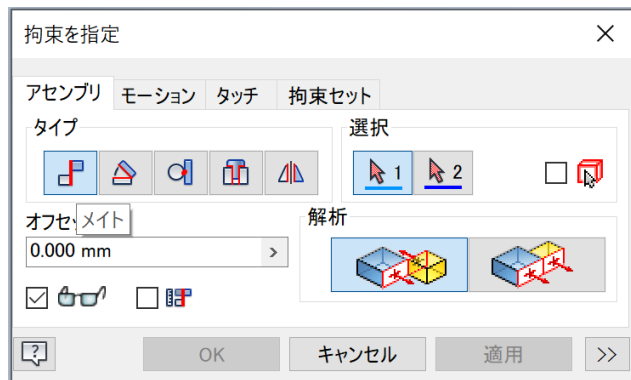 拘束を指定
アセンブリ モーション タッチ 拘束セット
タイプ
選択
1 2
メイト
オフセ
解析
0.000 mm
OK キャンセル 適用 >>